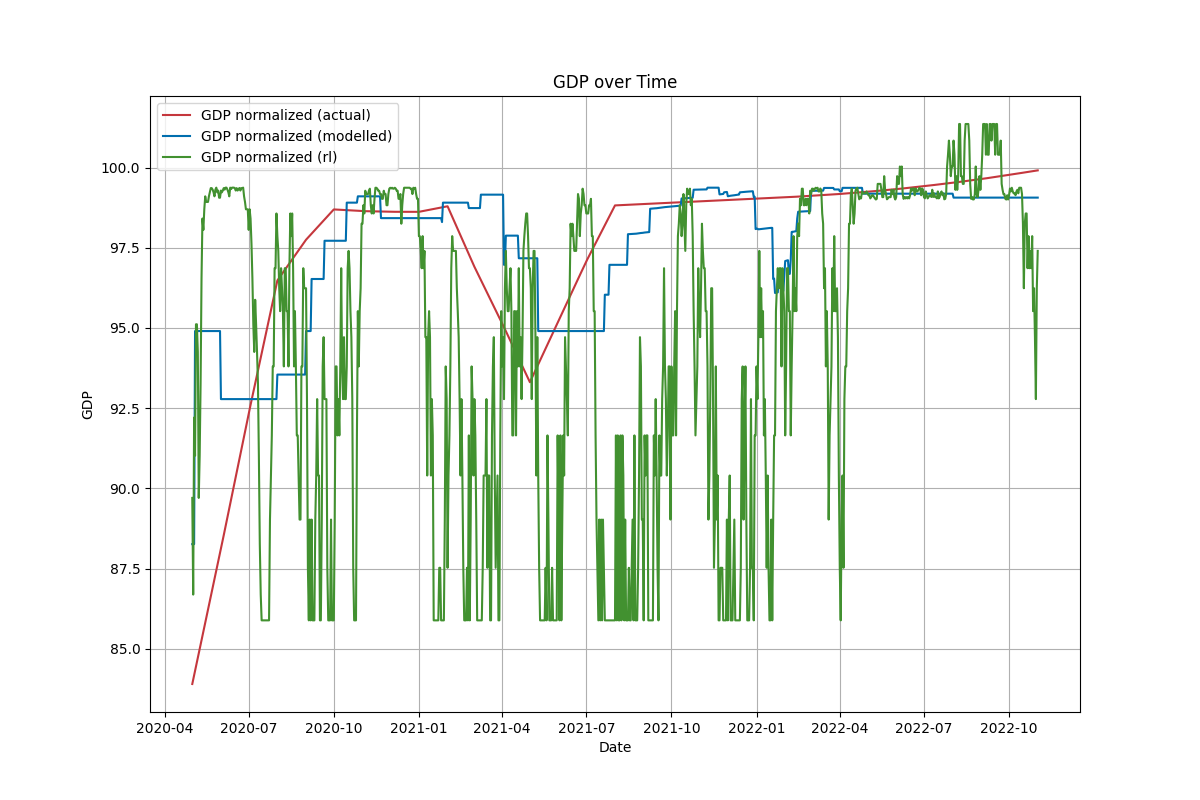 GDP over Time
GDP normalized (actual)
GDP normalized (modelled)
GDP normalized (rl)
100.0
97.5
95.0
92.5
90.0
87.5
85.0
GDP
2020-04 2020-07 2020-10 2021-01 2021-04 2021-07 2021-10 2022-01 2022-04 2022-07 2022-10
Date